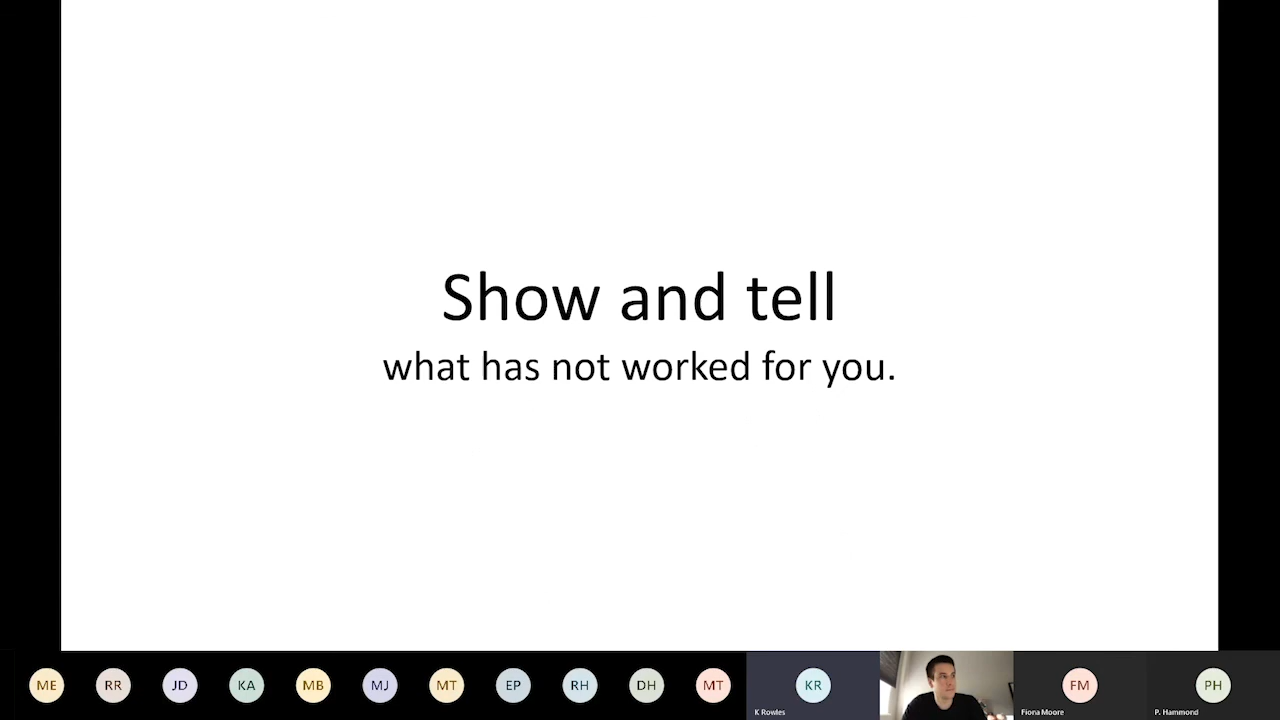 Show and tell
what has not worked for you.
ME
RR
JD
KA
MB
MJ
MT
EP
RH
DH
MT
KR
FM
PH
K Rowles
Fiona Moore
P. Hammond